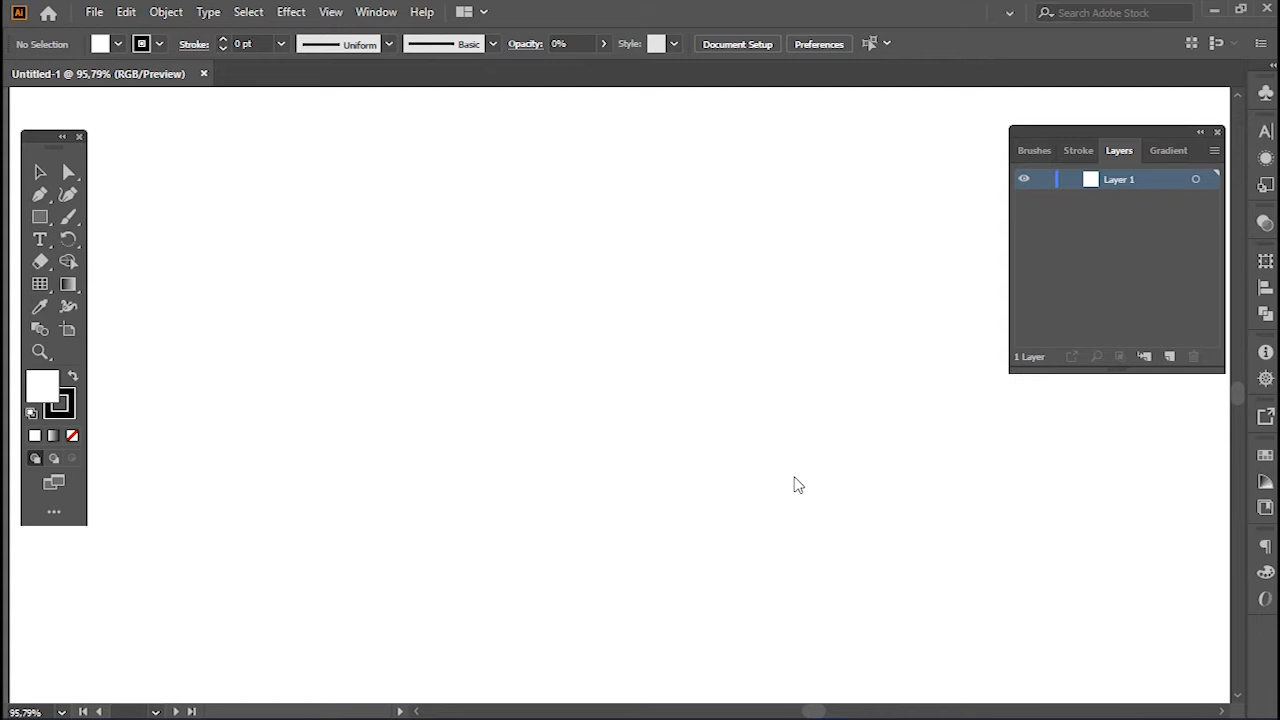 Ai File Edit Object Type Select Effect View Window Help Search Adobe Stock
No Selection Stroke: 0 pt Uniform Basic Opacity: 0% Style: Document Setup Preferences
Untitled-1 @ 95,79% (RGB/Preview)
Brushes Stroke Layers Gradient
Layer 1
1 Layer
95,79%